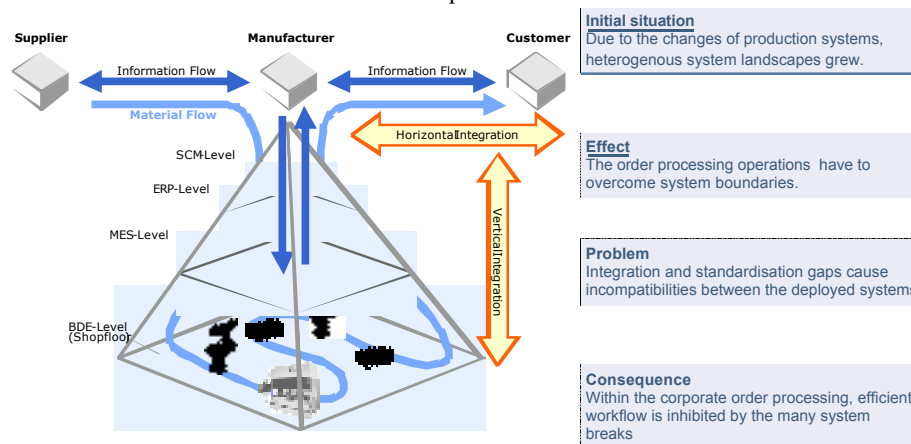 Supplier
Manufacturer
Customer
Information Flow
Information Flow
Material Flow
HorizontalIntegration
SCM-Level
ERP-Level
MES-Level
VerticalIntegration
BDE-Level
(Shopfloor)
Initial situation
Due to the changes of production systems,
heterogenous system landscapes grew.
Effect
The order processing operations have to
overcome system boundaries.
Problem
Integration and standardisation gaps cause
incompatibilities between the deployed systems
Consequence
Within the corporate order processing, efficient
workflow is inhibited by the many system
breaks